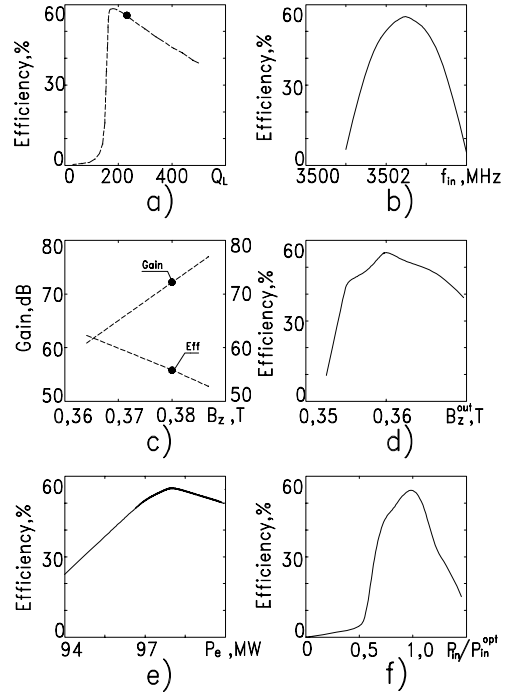 60
30
0
Efficiency,%
0 200 400 Q_L
a)
60
30
0
Efficiency,%
3500 3502 f_in ,MHz
b)
80
70
60
50
Gain,dB
Gain
Eff
80
70
60
50
0,36 0,37 0,38 B_z ,T
c)
60
30
0
Efficiency,%
0,35 0,36 B_z^out,T
d)
60
30
0
Efficiency,%
94 97 P_e ,MW
e)
60
30
0
Efficiency,%
0 0,5 1,0 P_in/P_in^opt
f)